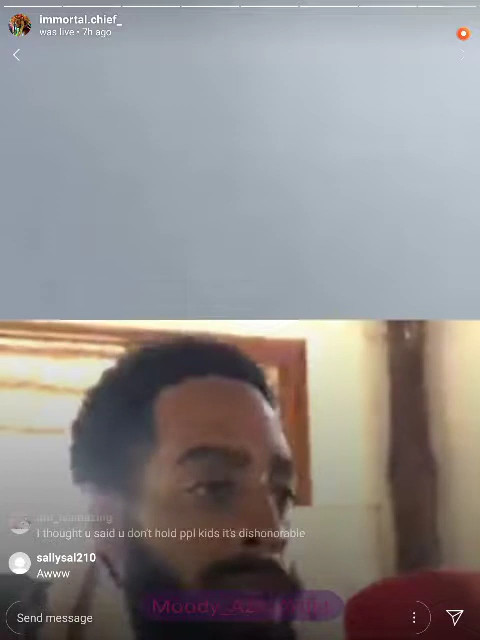 immortal.chief_
was live • 7h ago
I thought u said u don't hold ppl kids it's dishonorable
sallysal210
Awww
Send message